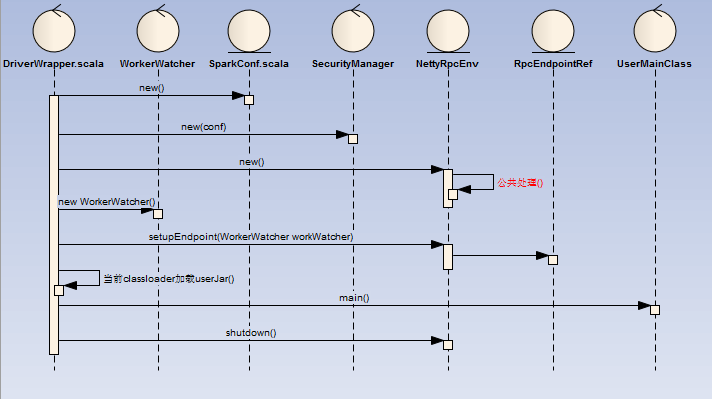 DriverWrapper.scala WorkerWatcher SparkConf.scala SecurityManager NettyRpcEnv RpcEndpointRef UserMainClass
new()
new(conf)
new()
公共处理()
new WorkerWatcher()
setupEndpoint(WorkerWatcher workWatcher)
当前classloader加载userJar()
main()
shutdown()